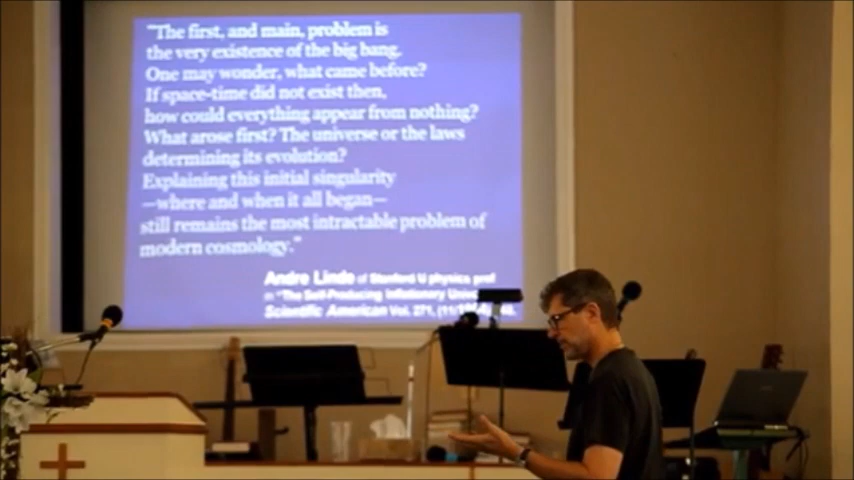 "The first, and main, problem is
the very existence of the big bang.
One may wonder, what came before?
If space-time did not exist then,
how could everything appear from nothing?
What arose first? The universe or the laws
determining its evolution?
Explaining this initial singularity
—where and when it all began—
still remains the most intractable problem of
modern cosmology."
Andre Linde of Stanford U physics prof
in "The Self-Producing Inflationary
Scientific American Vol. 271,